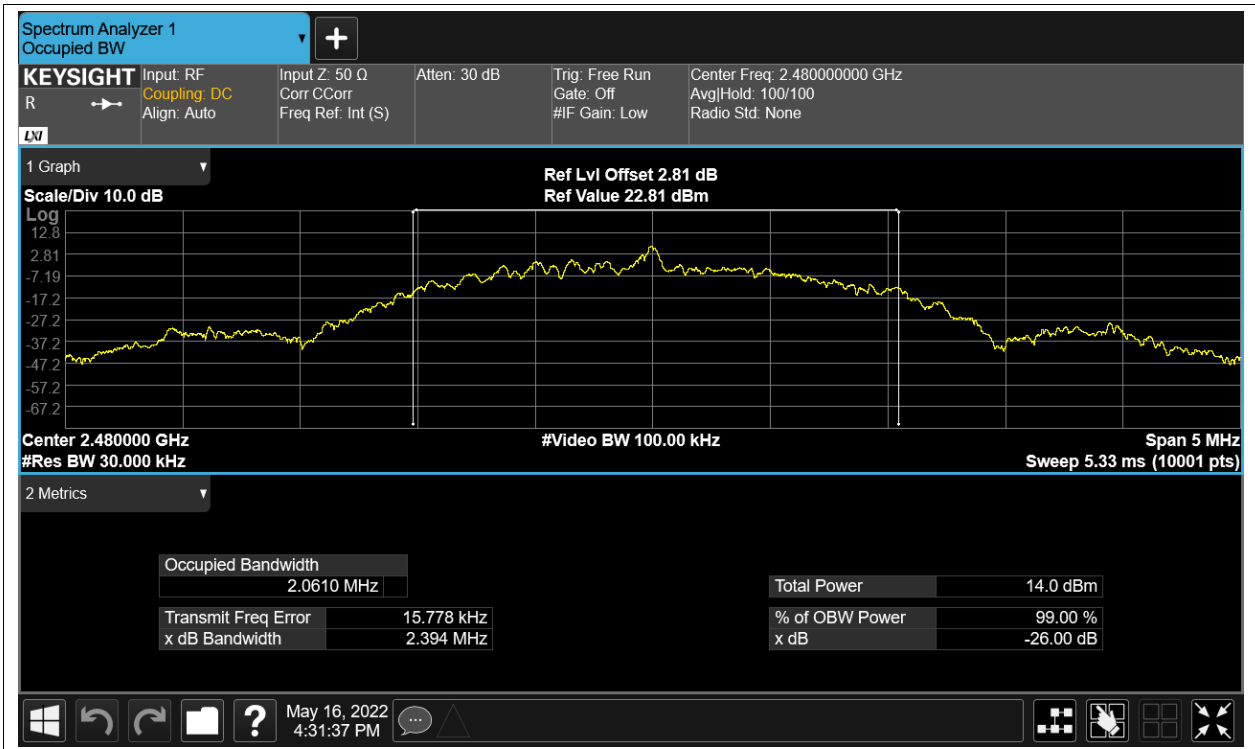 Spectrum Analyzer 1
Occupied BW
KEYSIGHT Input: RF Input Z: 50 Ω Atten: 30 dB Trig: Free Run Center Freq: 2.480000000 GHz
R Coupling: DC Corr CCorr Gate: Off Avg|Hold: 100/100
Align: Auto Freq Ref: Int (S) #IF Gain: Low Radio Std: None
LXI
1 Graph
Ref Lvl Offset 2.81 dB
Scale/Div 10.0 dB Ref Value 22.81 dBm
Log
12.8
2.81
-7.19
-17.2
-27.2
-37.2
-47.2
-57.2
-67.2
Center 2.480000 GHz #Video BW 100.00 kHz Span 5 MHz
#Res BW 30.000 kHz Sweep 5.33 ms (10001 pts)
2 Metrics
Occupied Bandwidth
2.0610 MHz Total Power 14.0 dBm
Transmit Freq Error 15.778 kHz % of OBW Power 99.00 %
x dB Bandwidth 2.394 MHz x dB -26.00 dB
May 16, 2022
4:31:37 PM